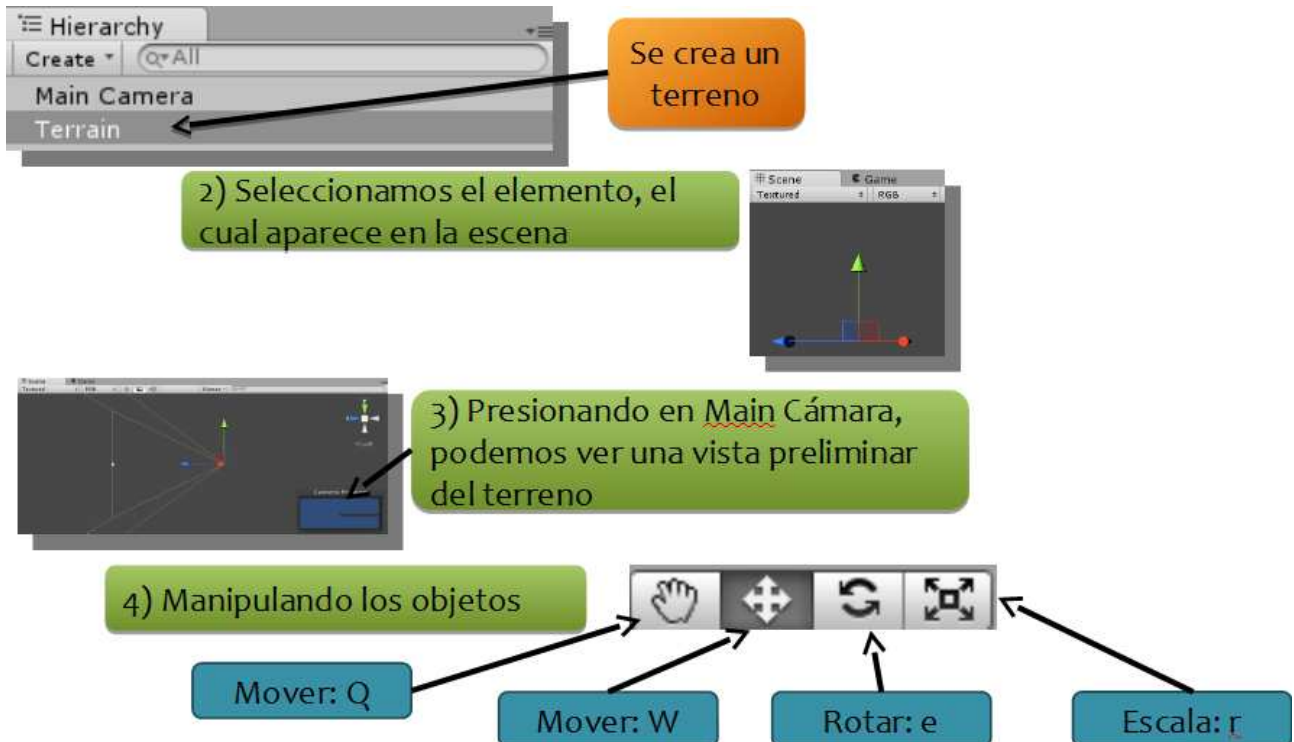 Hierarchy
Create
All
Main Camera
Terrain
Se crea un
terreno
2) Seleccionamos el elemento, el
cual aparece en la escena
Scene
Game
Textured
RGB
3) Presionando en Main Cámara,
podemos ver una vista preliminar
del terreno
4) Manipulando los objetos
Mover: Q
Mover: W
Rotar: e
Escala: r